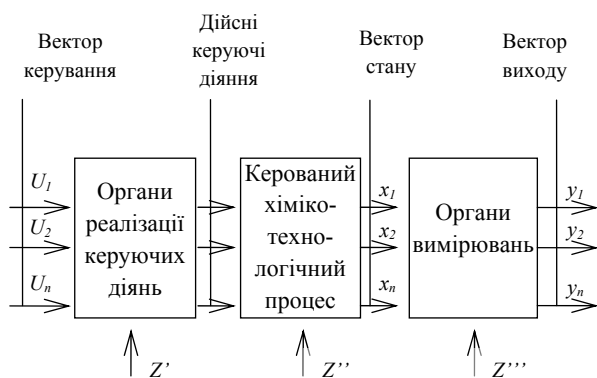 Вектор
керування
Дійсні
керуючі
діяння
Вектор
стану
Вектор
виходу
U1
U2
Un
Органи
реалізації
керуючих
діянь
Керований
хіміко-
техно-
логічний
процес
x1
x2
xn
Органи
вимірювань
y1
y2
yn
Z'
Z''
Z'''